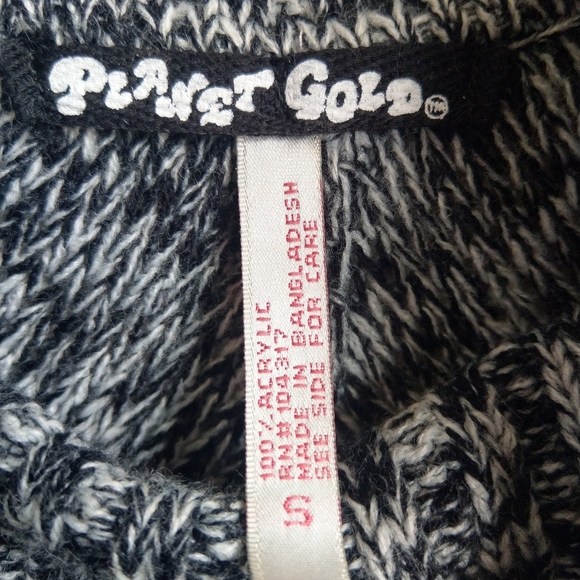 PLANET GOLD TM
100% ACRYLIC
RN# 104317
MADE IN BANGLADESH
SEE SIDE FOR CARE
S